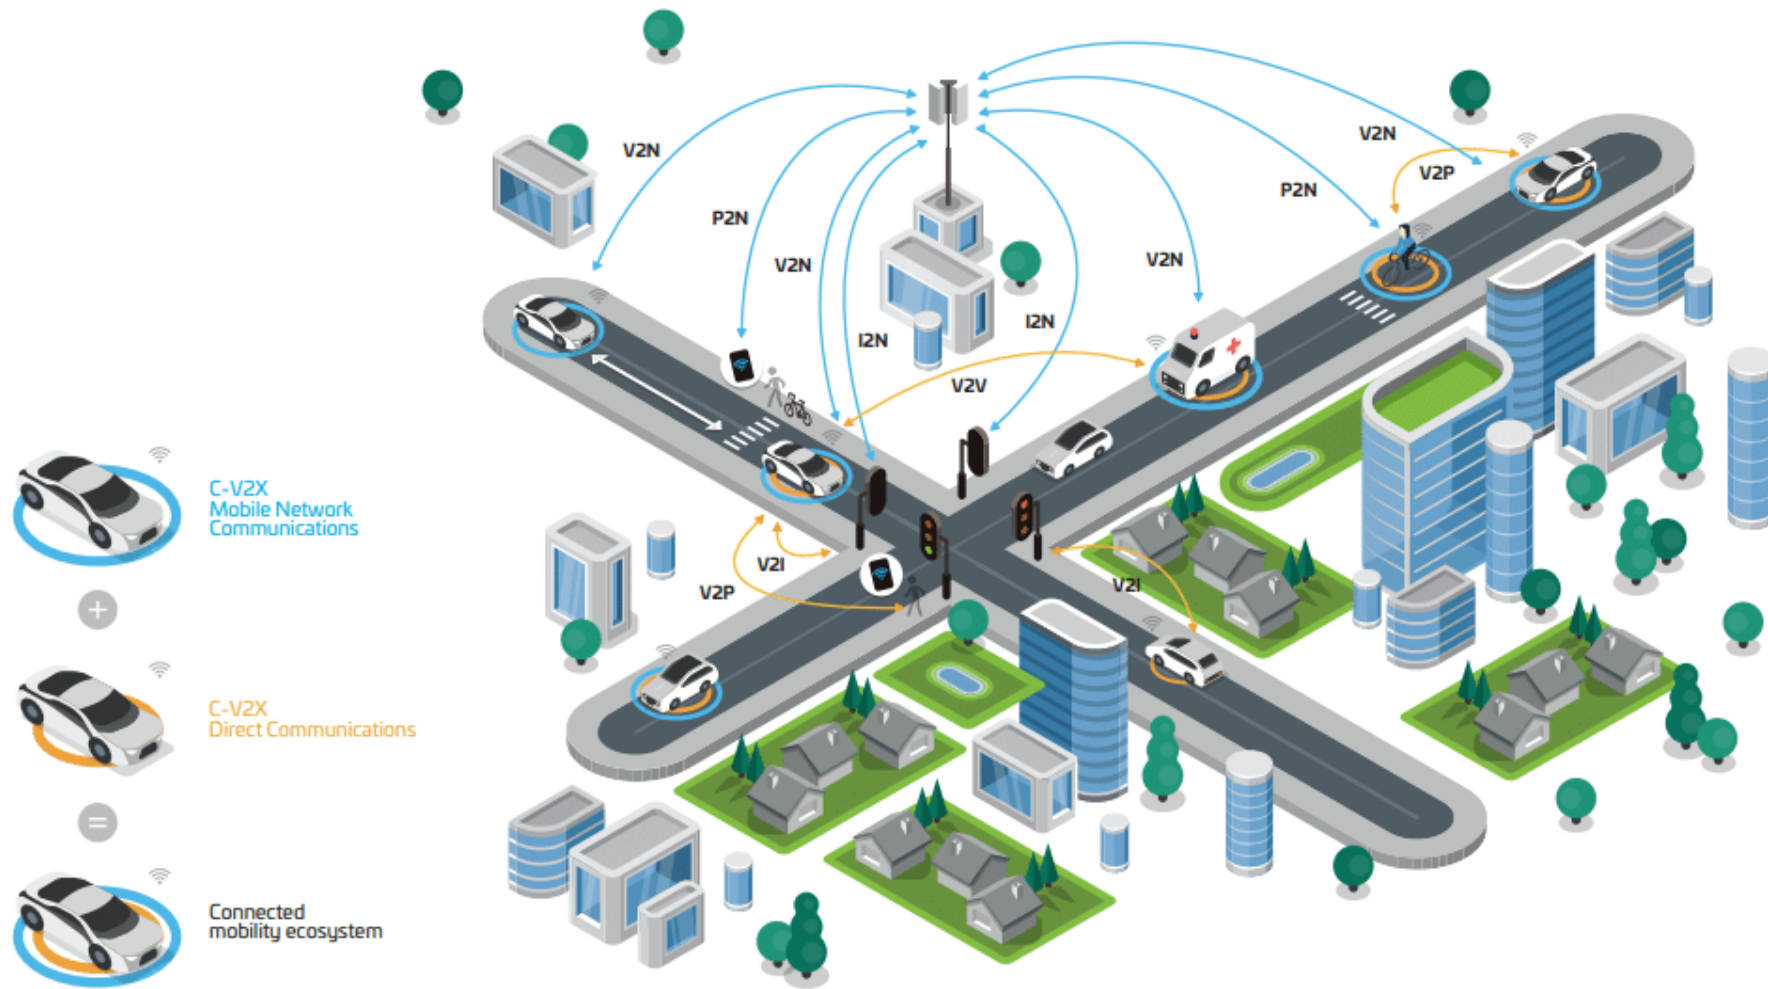 V2N
P2N
V2N
I2N
I2N
V2N
P2N
V2N
V2P
V2V
V2I
V2P
V2I
C-V2X
Mobile Network
Communications
+
C-V2X
Direct Communications
=
Connected
mobility ecosystem